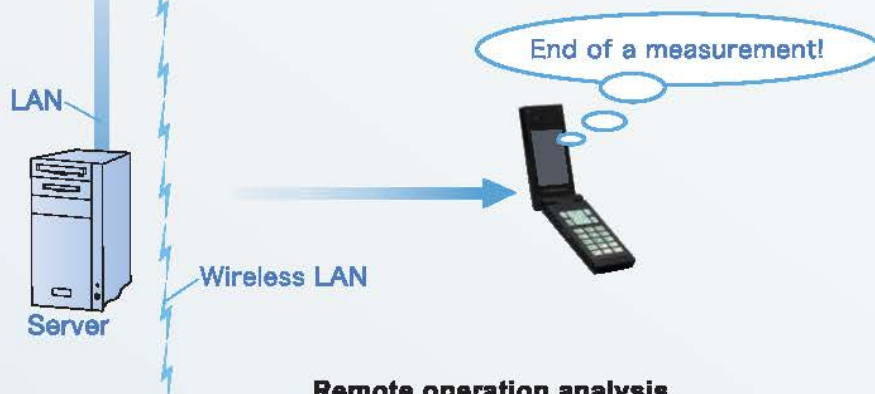 End of a measurement!
LAN
Wireless LAN
Server
Remote operation analysis